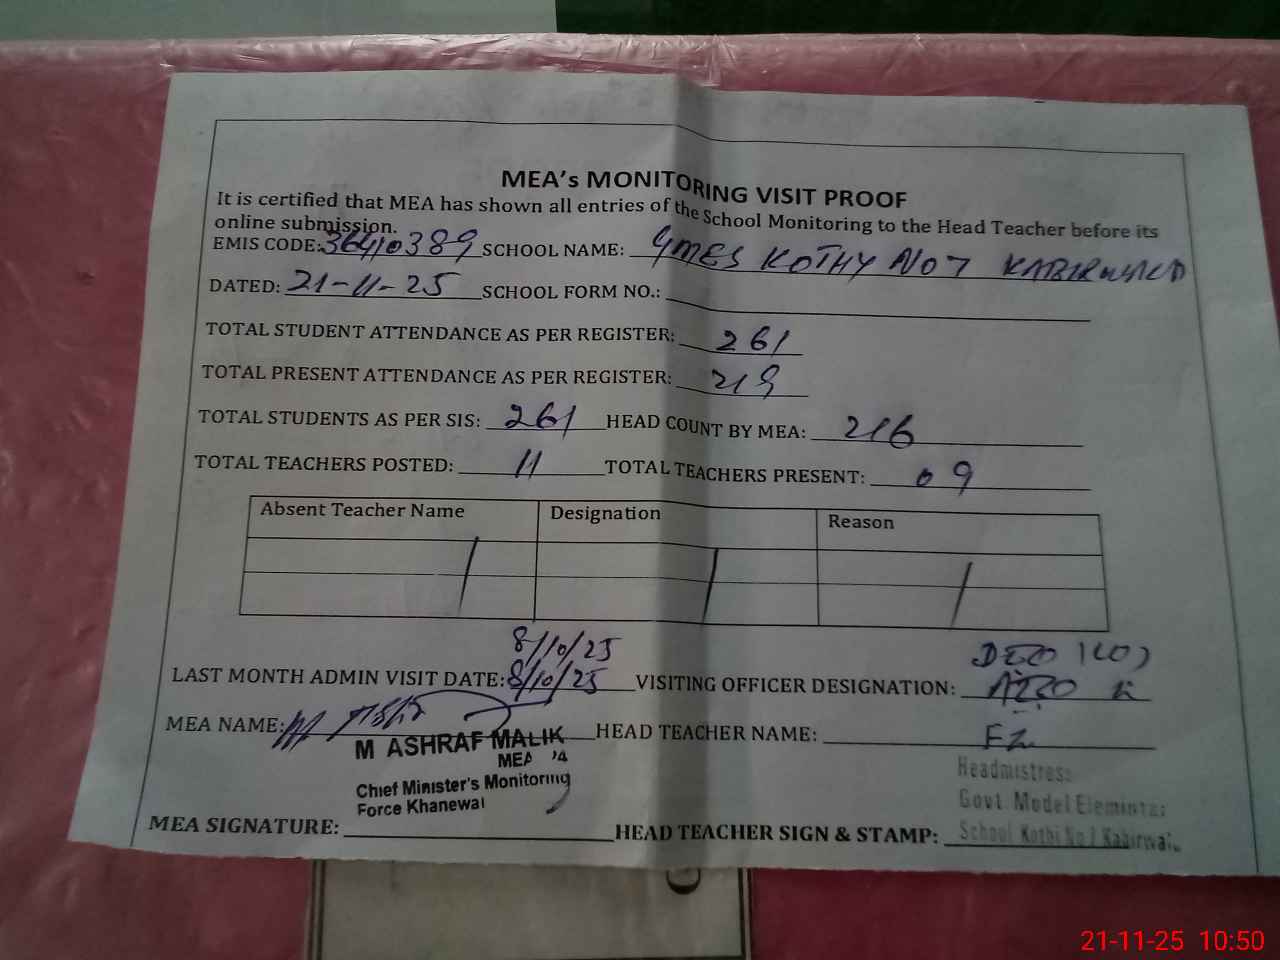 MEA's MONITORING VISIT PROOF
It is certified that MEA has shown all entries of the School Monitoring to the Head Teacher before its
online submission.
EMIS CODE: 36410389 SCHOOL NAME: GMES KOTHY NO 7 KABIRWALA
DATED: 21-11-25 SCHOOL FORM NO.:
TOTAL STUDENT ATTENDANCE AS PER REGISTER: 261
TOTAL PRESENT ATTENDANCE AS PER REGISTER: 219
TOTAL STUDENTS AS PER SIS: 261 HEAD COUNT BY MEA: 216
TOTAL TEACHERS POSTED: 11 TOTAL TEACHERS PRESENT: 09
Absent Teacher Name Designation Reason
8/10/25
LAST MONTH ADMIN VISIT DATE: 8/10/25 VISITING OFFICER DESIGNATION:
MEA NAME: HEAD TEACHER NAME:
M ASHRAF MALIK
MEA
Chief Minister's Monitoring
Force Khanewal
Headmistress
Govt. Model Elementar
School Kothi No 7 Kabirwal
MEA SIGNATURE: HEAD TEACHER SIGN & STAMP:
21-11-25 10:50